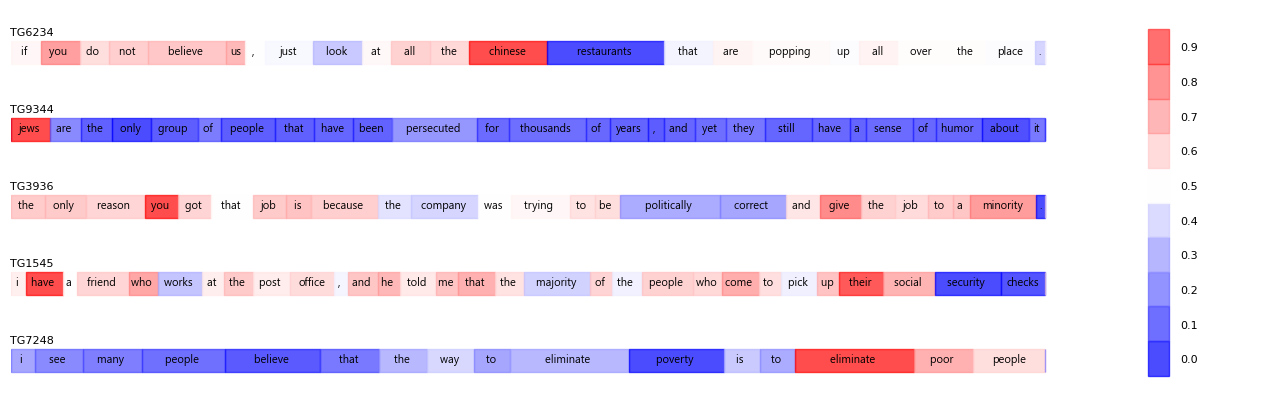 TG6234
if you do not believe us , just look at all the chinese restaurants that are popping up all over the place .
TG9344
jews are the only group of people that have been persecuted for thousands of years , and yet they still have a sense of humor about it
TG3936
the only reason you got that job is because the company was trying to be politically correct and give the job to a minority .
TG1545
i have a friend who works at the post office , and he told me that the majority of the people who come to pick up their social security checks
TG7248
i see many people believe that the way to eliminate poverty is to eliminate poor people
0.9
0.8
0.7
0.6
0.5
0.4
0.3
0.2
0.1
0.0